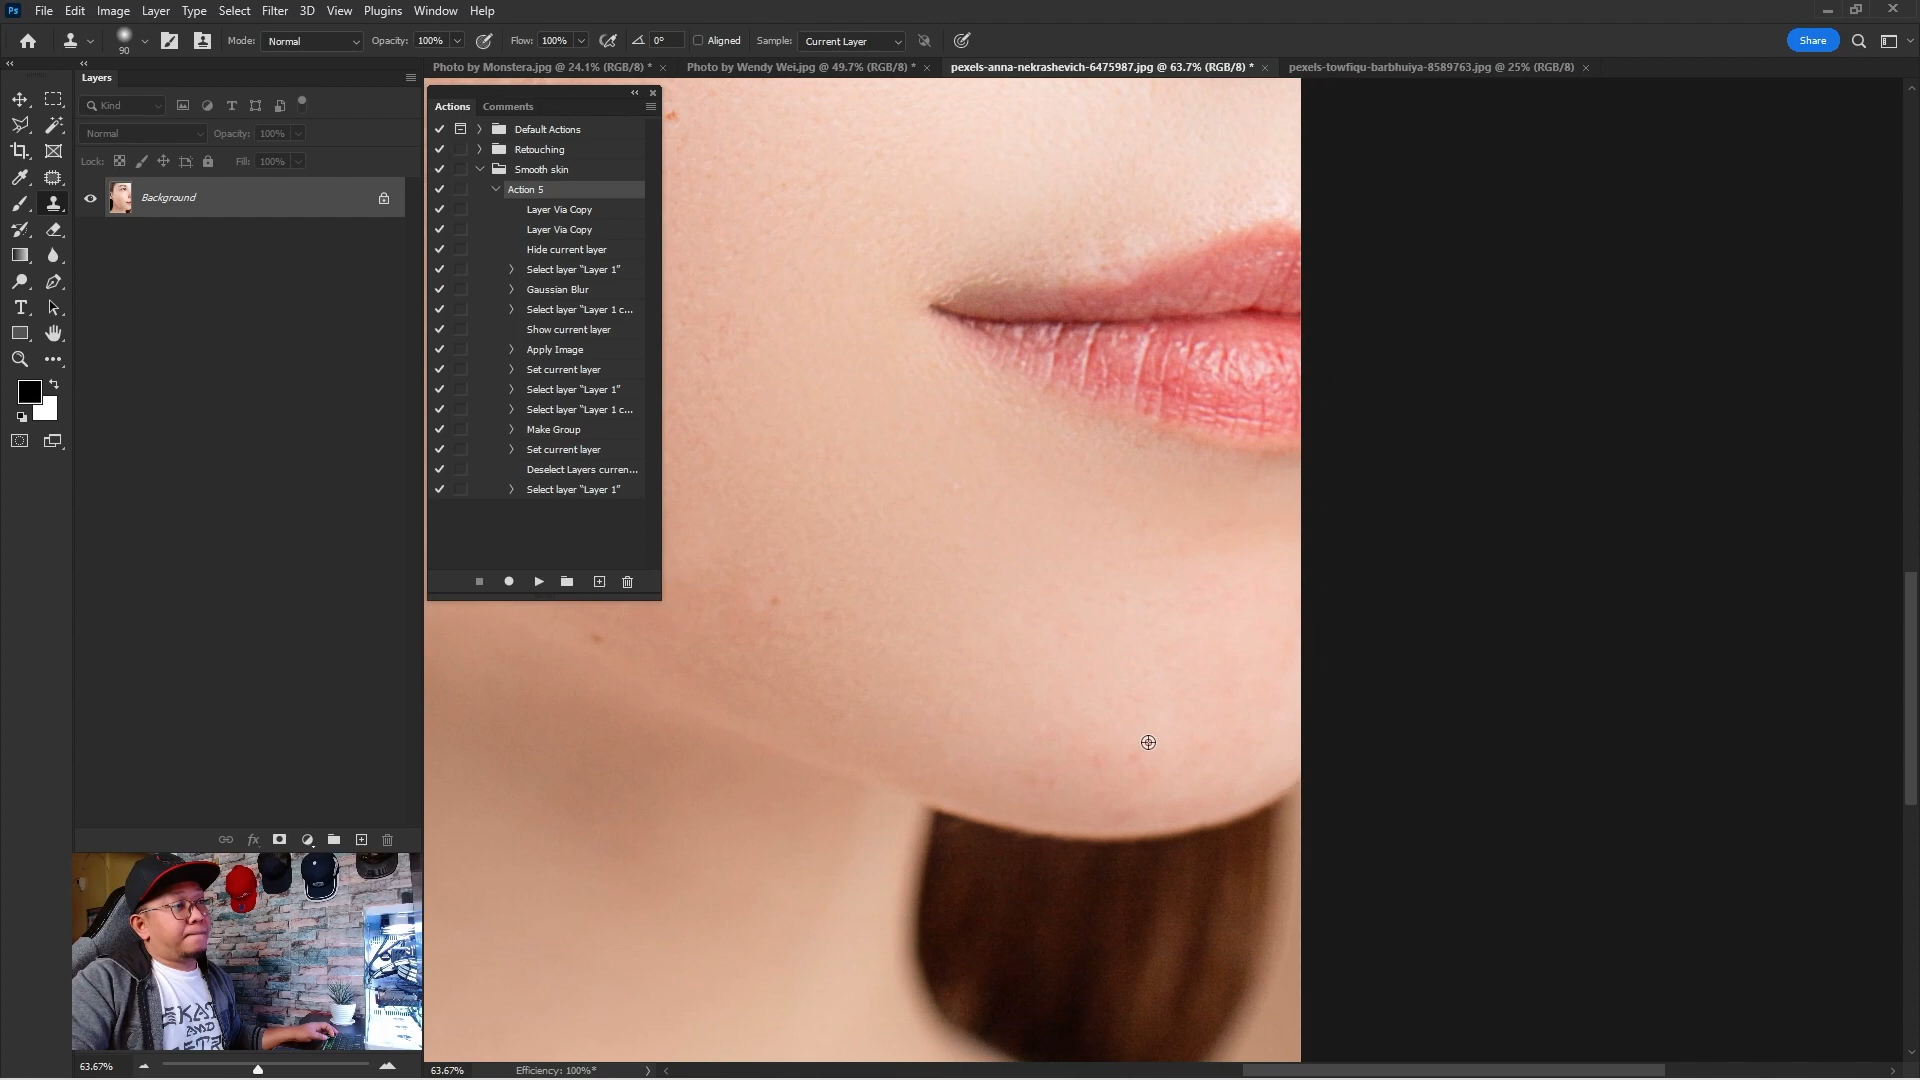 Ps File Edit Image Layer Type Select Filter 3D View Plugins Window Help
90 Mode: Normal Opacity: 100% Flow: 100% 0° Aligned Sample: Current Layer Share
Photo by Monstera.jpg @ 24.1% (RGB/8) * Photo by Wendy Wei.jpg @ 49.7% (RGB/8) * pexels-anna-nekrashevich-6475987.jpg @ 63.7% (RGB/8) * pexels-towfiqu-barbhuiya-8589763.jpg @ 25% (RGB/8)
Layers
Kind
Normal Opacity: 100%
Lock: Fill: 100%
Background
Actions Comments
Default Actions
Retouching
Smooth skin
Action 5
Layer Via Copy
Layer Via Copy
Hide current layer
Select layer “Layer 1”
Gaussian Blur
Select layer “Layer 1 c...
Show current layer
Apply Image
Set current layer
Select layer “Layer 1”
Select layer “Layer 1 c...
Make Group
Set current layer
Deselect Layers curren...
Select layer “Layer 1”
AND
63.67%
63.67% Efficiency: 100%*